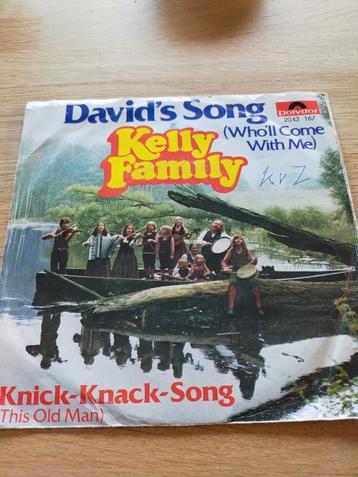 David's Song
(Who'll Come
With Me)
polydor
2042 167
Kelly
Family
Knick-Knack-Song
(This Old Man)